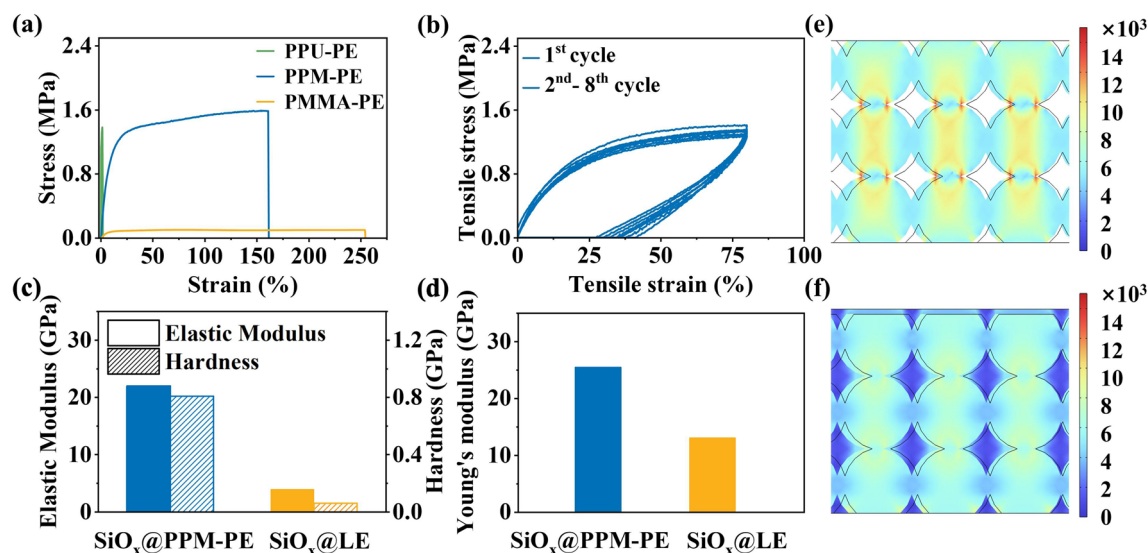 (a)
2.4
1.6
0.8
0.0
Stress (MPa)
PPU-PE
PPM-PE
PMMA-PE
0 50 100 150 200 250
Strain (%)
(b)
2.4
1.6
0.8
0.0
Tensile stress (MPa)
1st cycle
2nd- 8th cycle
0 25 50 75 100
Tensile strain (%)
(e)
×10³
14
12
10
8
6
4
2
0
(c)
30
20
10
0
Elastic Modulus (GPa)
Elastic Modulus
Hardness
1.2
0.8
0.4
0.0
Hardness (GPa)
SiOₓ@PPM-PE SiOₓ@LE
(d)
30
20
10
0
Young's modulus (GPa)
SiOₓ@PPM-PE SiOₓ@LE
(f)
×10³
14
12
10
8
6
4
2
0